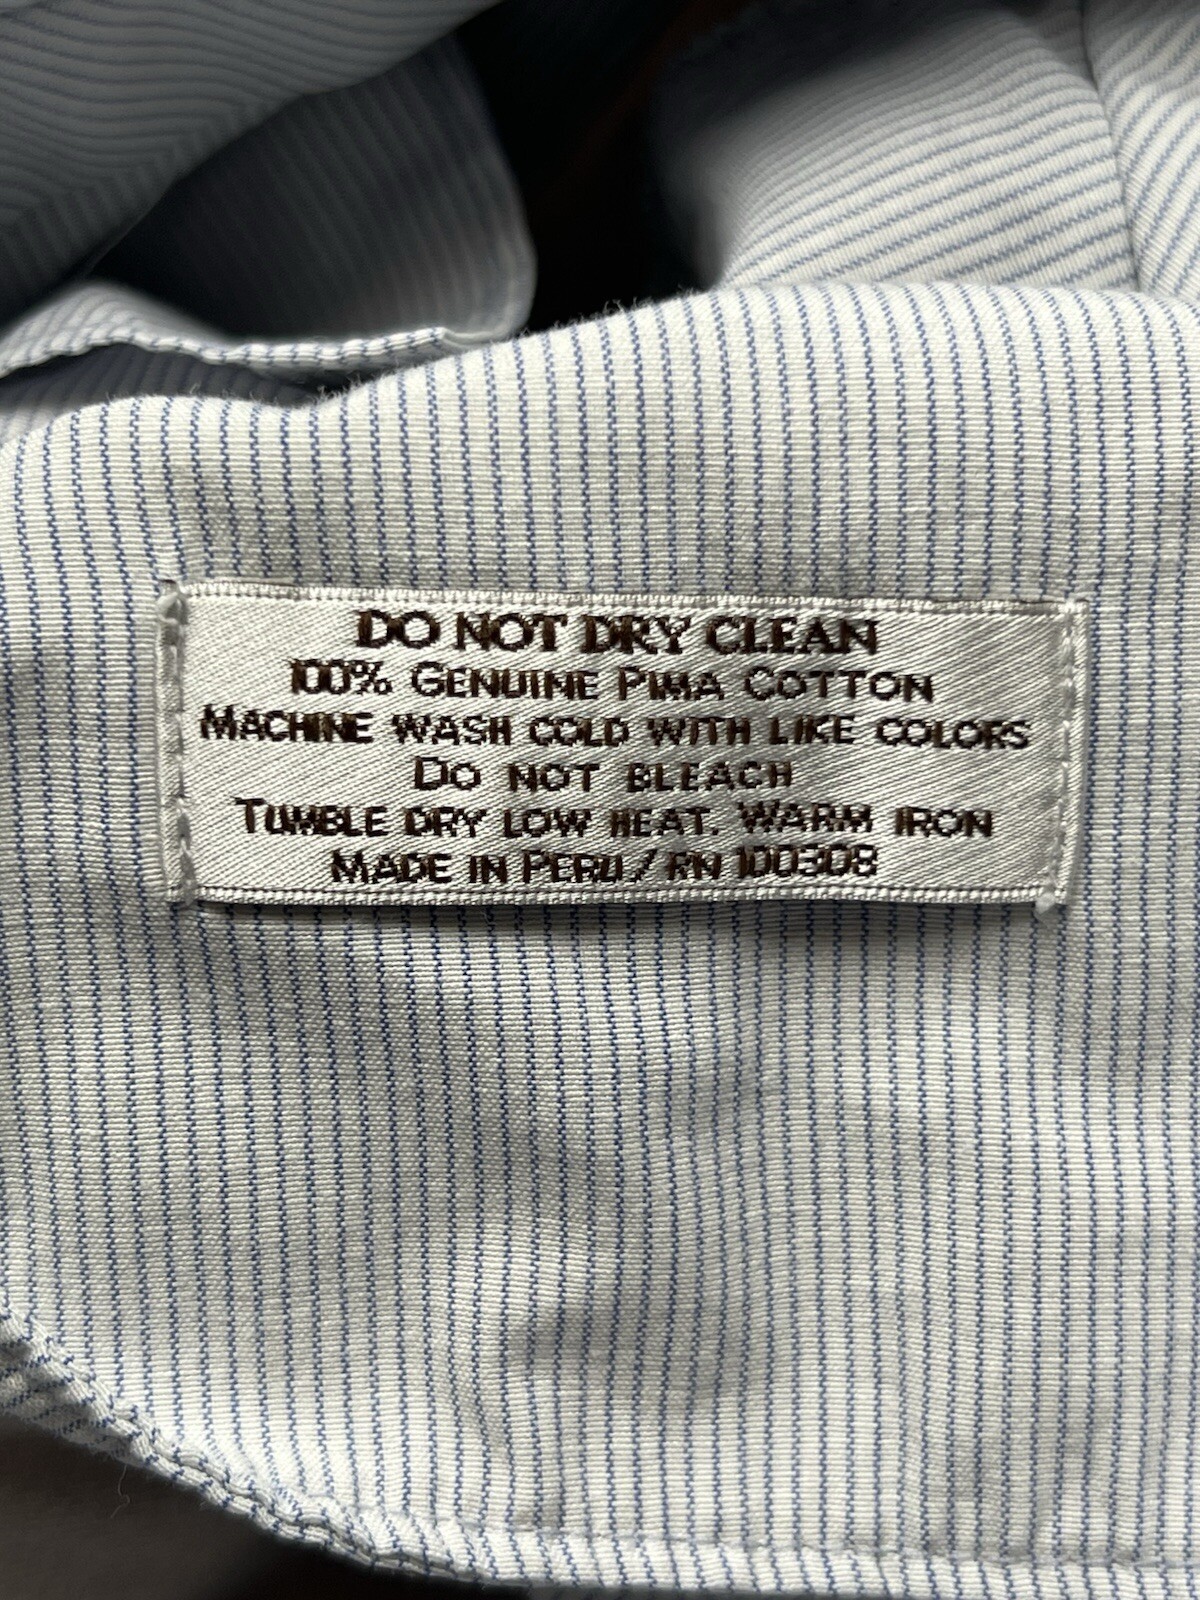 DO NOT DRY CLEAN
100% GENUINE PIMA COTTON
MACHINE WASH COLD WITH LIKE COLORS
DO NOT BLEACH
TUMBLE DRY LOW HEAT. WARM IRON
MADE IN PERU / RN 100308